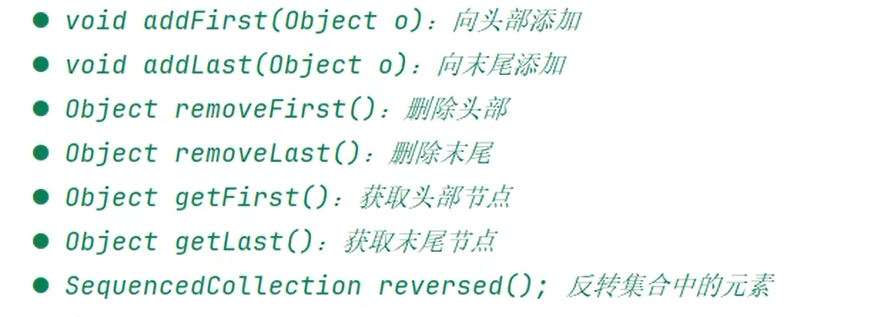 ● void addFirst(Object o)：向头部添加
● void addLast(Object o)：向末尾添加
● Object removeFirst()：删除头部
● Object removeLast()：删除末尾
● Object getFirst()：获取头部节点
● Object getLast()：获取末尾节点
● SequencedCollection reversed(); 反转集合中的元素